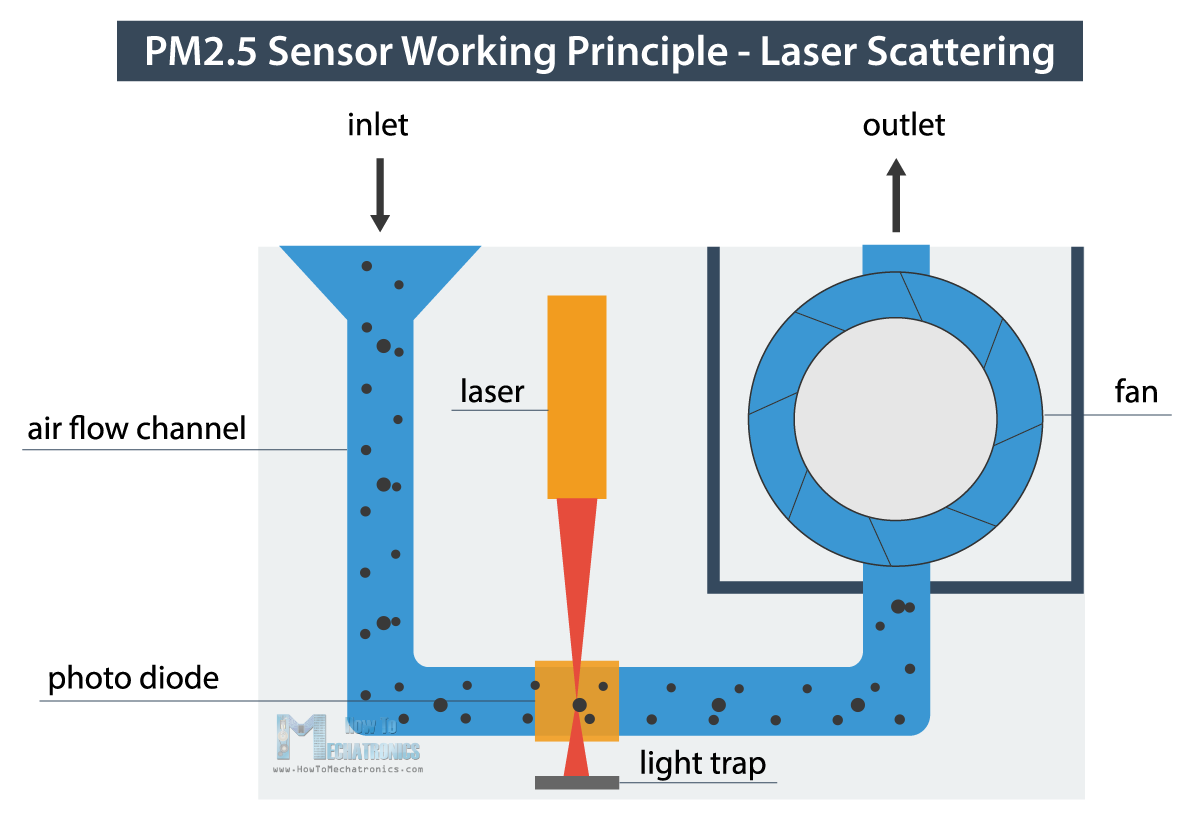 PM2.5 Sensor Working Principle - Laser Scattering
inlet
outlet
laser
fan
air flow channel
photo diode
How To
MECHATRONICS
www.HowToMechatronics.com
light trap